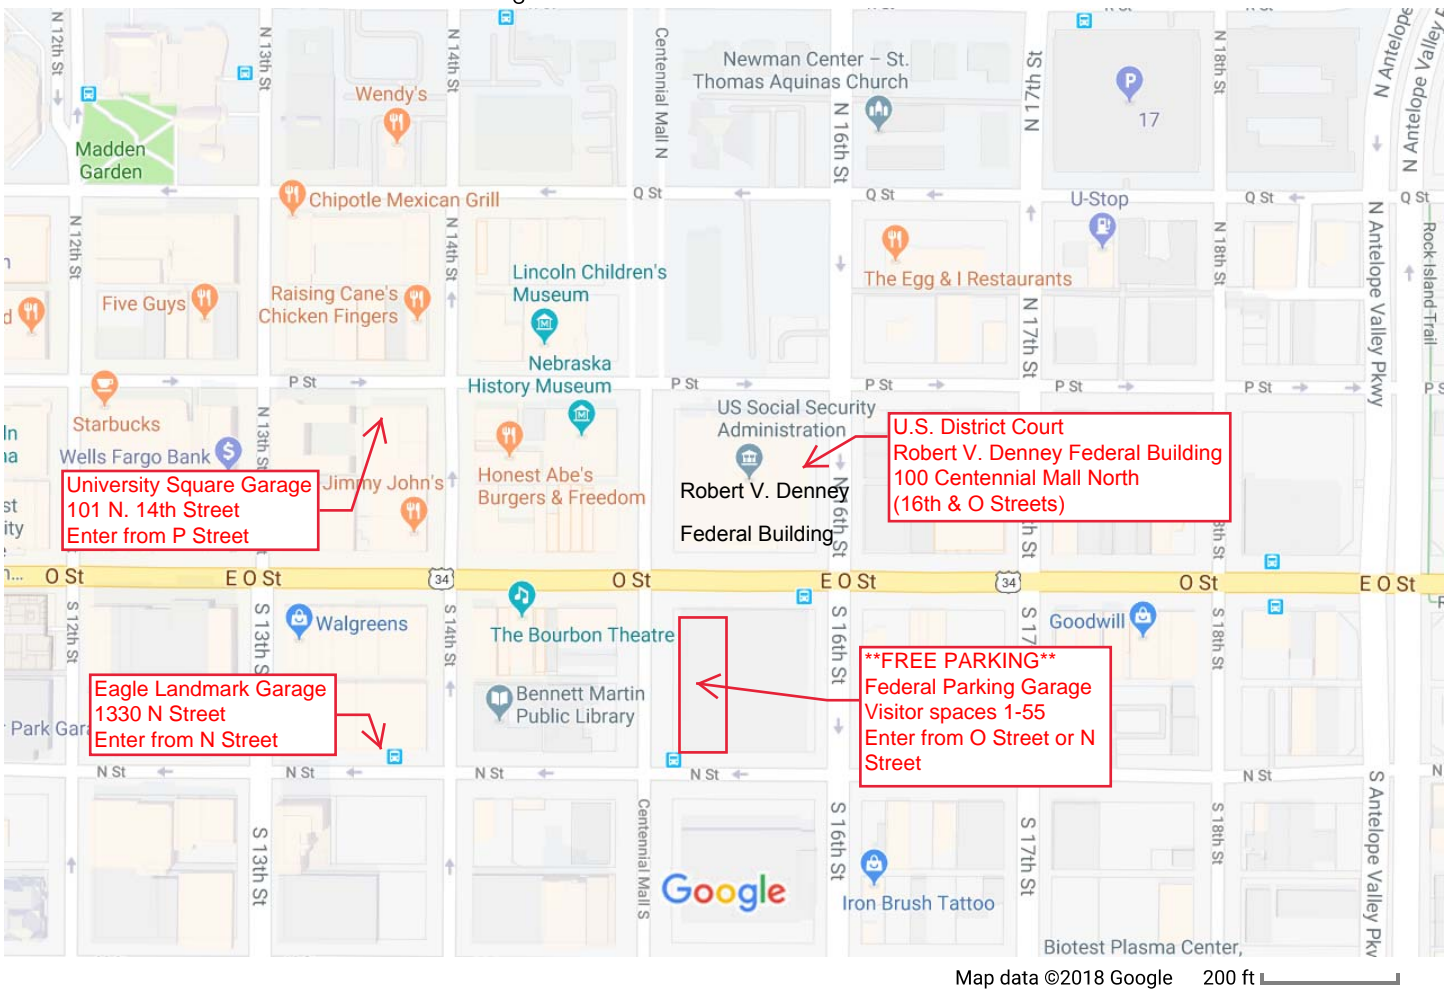 N 12th St
N 13th St
N 14th St
Centennial Mall N
Newman Center – St.
Thomas Aquinas Church
N 16th St
N 17th St
17
N 18th St
N Antelope
N Antelope Valley
Wendy's
Madden
Garden
Chipotle Mexican Grill
Q St
Q St
U-Stop
Q St
Q St
N 12th St
N 14th St
N 18th St
N Antelope Valley Pkwy
Rock Island Trail
Lincoln Children's
Museum
The Egg & I Restaurants
Five Guys
Raising Cane's
Chicken Fingers
N 17th St
Nebraska
History Museum
P St
P St
P St
P St
P St
Starbucks
N 13th St
US Social Security
Administration
U.S. District Court
Robert V. Denney Federal Building
100 Centennial Mall North
(16th & O Streets)
Wells Fargo Bank
University Square Garage
101 N. 14th Street
Enter from P Street
Jimmy John's
Honest Abe's
Burgers & Freedom
Robert V. Denney
Federal Building
N 16th St
O St
E O St
34
O St
E O St
34
O St
E O St
S 12th St
S 13th S
Walgreens
S 14th St
The Bourbon Theatre
S 16th St
S 17
Goodwill
S 18th St
**FREE PARKING**
Federal Parking Garage
Visitor spaces 1-55
Enter from O Street or N
Street
Eagle Landmark Garage
1330 N Street
Enter from N Street
Bennett Martin
Public Library
Park Gar
N St
N St
N St
N St
N St
S 13th St
Centennial Mall S
S 16th St
S 17th St
S 18th St
S Antelope Valley Pkv
Google
Iron Brush Tattoo
Biotest Plasma Center,
Map data ©2018 Google 200 ft